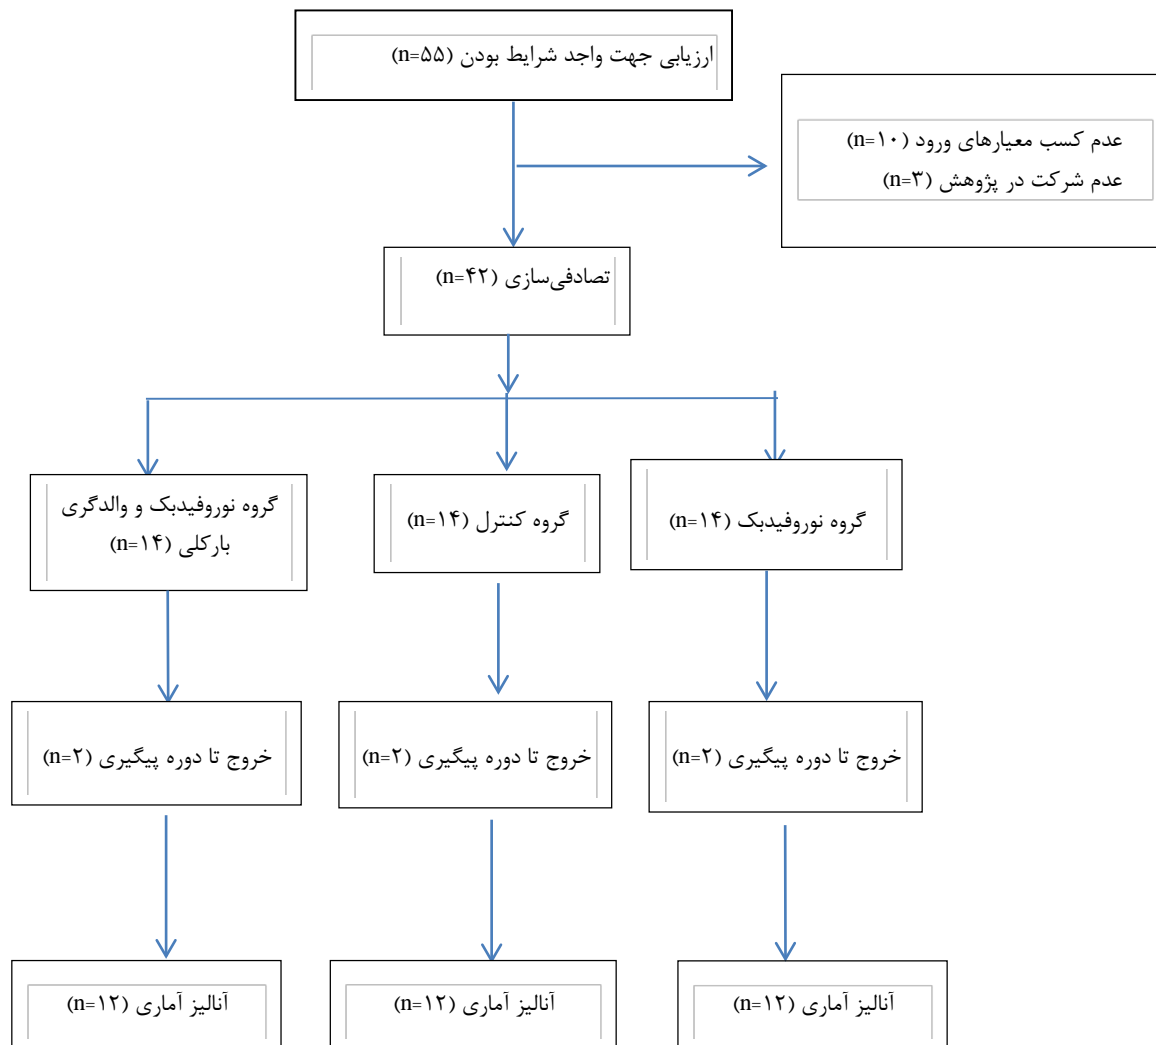 ارزیابی جهت واجد شرایط بودن (n=۵۵)
عدم کسب معیارهای ورود (n=۱۰)
عدم شرکت در پژوهش (n=۳)
تصادفی‌سازی (n=۴۲)
گروه نوروفیدبک (n=۱۴)
گروه کنترل (n=۱۴)
گروه نوروفیدبک و والدگری
بارکلی (n=۱۴)
خروج تا دوره پیگیری (n=۲)
خروج تا دوره پیگیری (n=۲)
خروج تا دوره پیگیری (n=۲)
آنالیز آماری (n=۱۲)
آنالیز آماری (n=۱۲)
آنالیز آماری (n=۱۲)